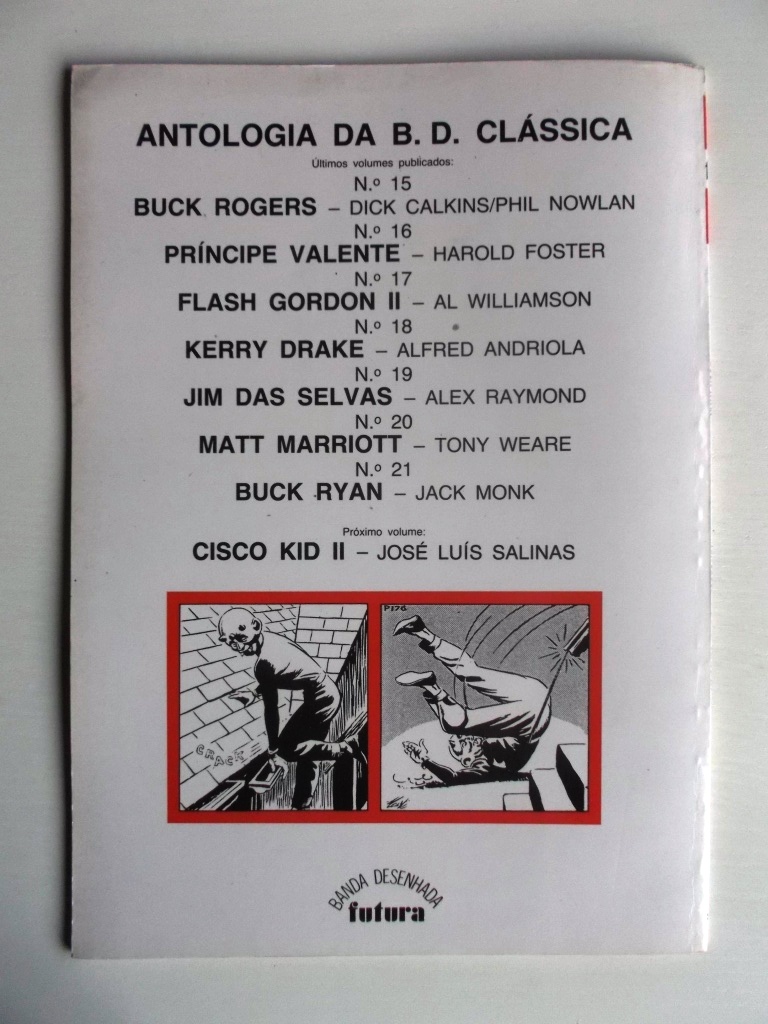 ANTOLOGIA DA B. D. CLÁSSICA
Últimos volumes publicados:
N.º 15
BUCK ROGERS – DICK CALKINS/PHIL NOWLAN
N.º 16
PRÍNCIPE VALENTE – HAROLD FOSTER
N.º 17
FLASH GORDON II – AL WILLIAMSON
N.º 18
KERRY DRAKE – ALFRED ANDRIOLA
N.º 19
JIM DAS SELVAS – ALEX RAYMOND
N.º 20
MATT MARRIOTT – TONY WEARE
N.º 21
BUCK RYAN – JACK MONK
Próximo volume:
CISCO KID II – JOSÉ LUÍS SALINAS
P176
CRACK
BANDA DESENHADA
futura